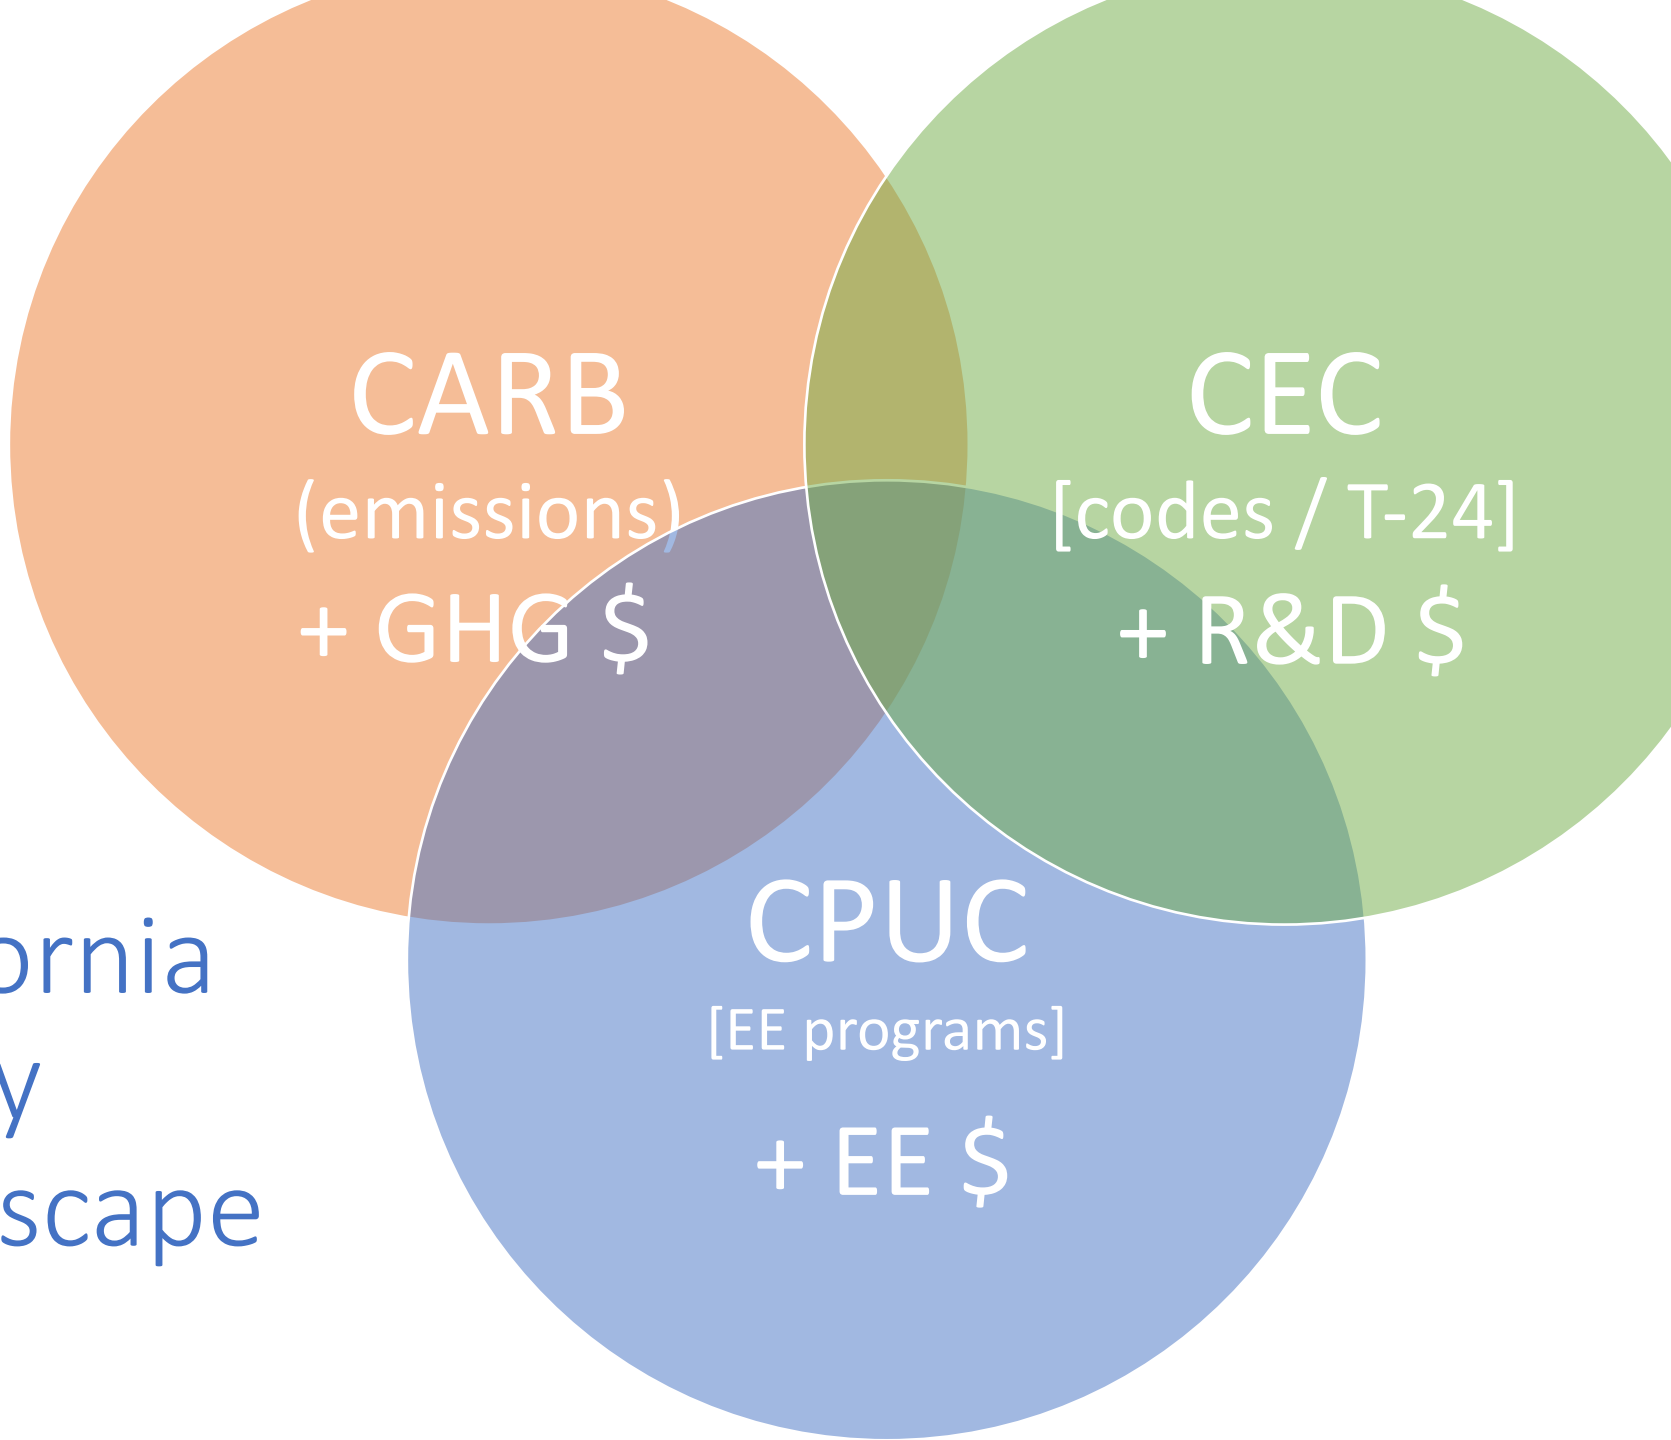 CARB
(emissions)
+ GHG $
CEC
[codes / T-24]
+ R&D $
CPUC
[EE programs]
+ EE $
ornia
y
scape